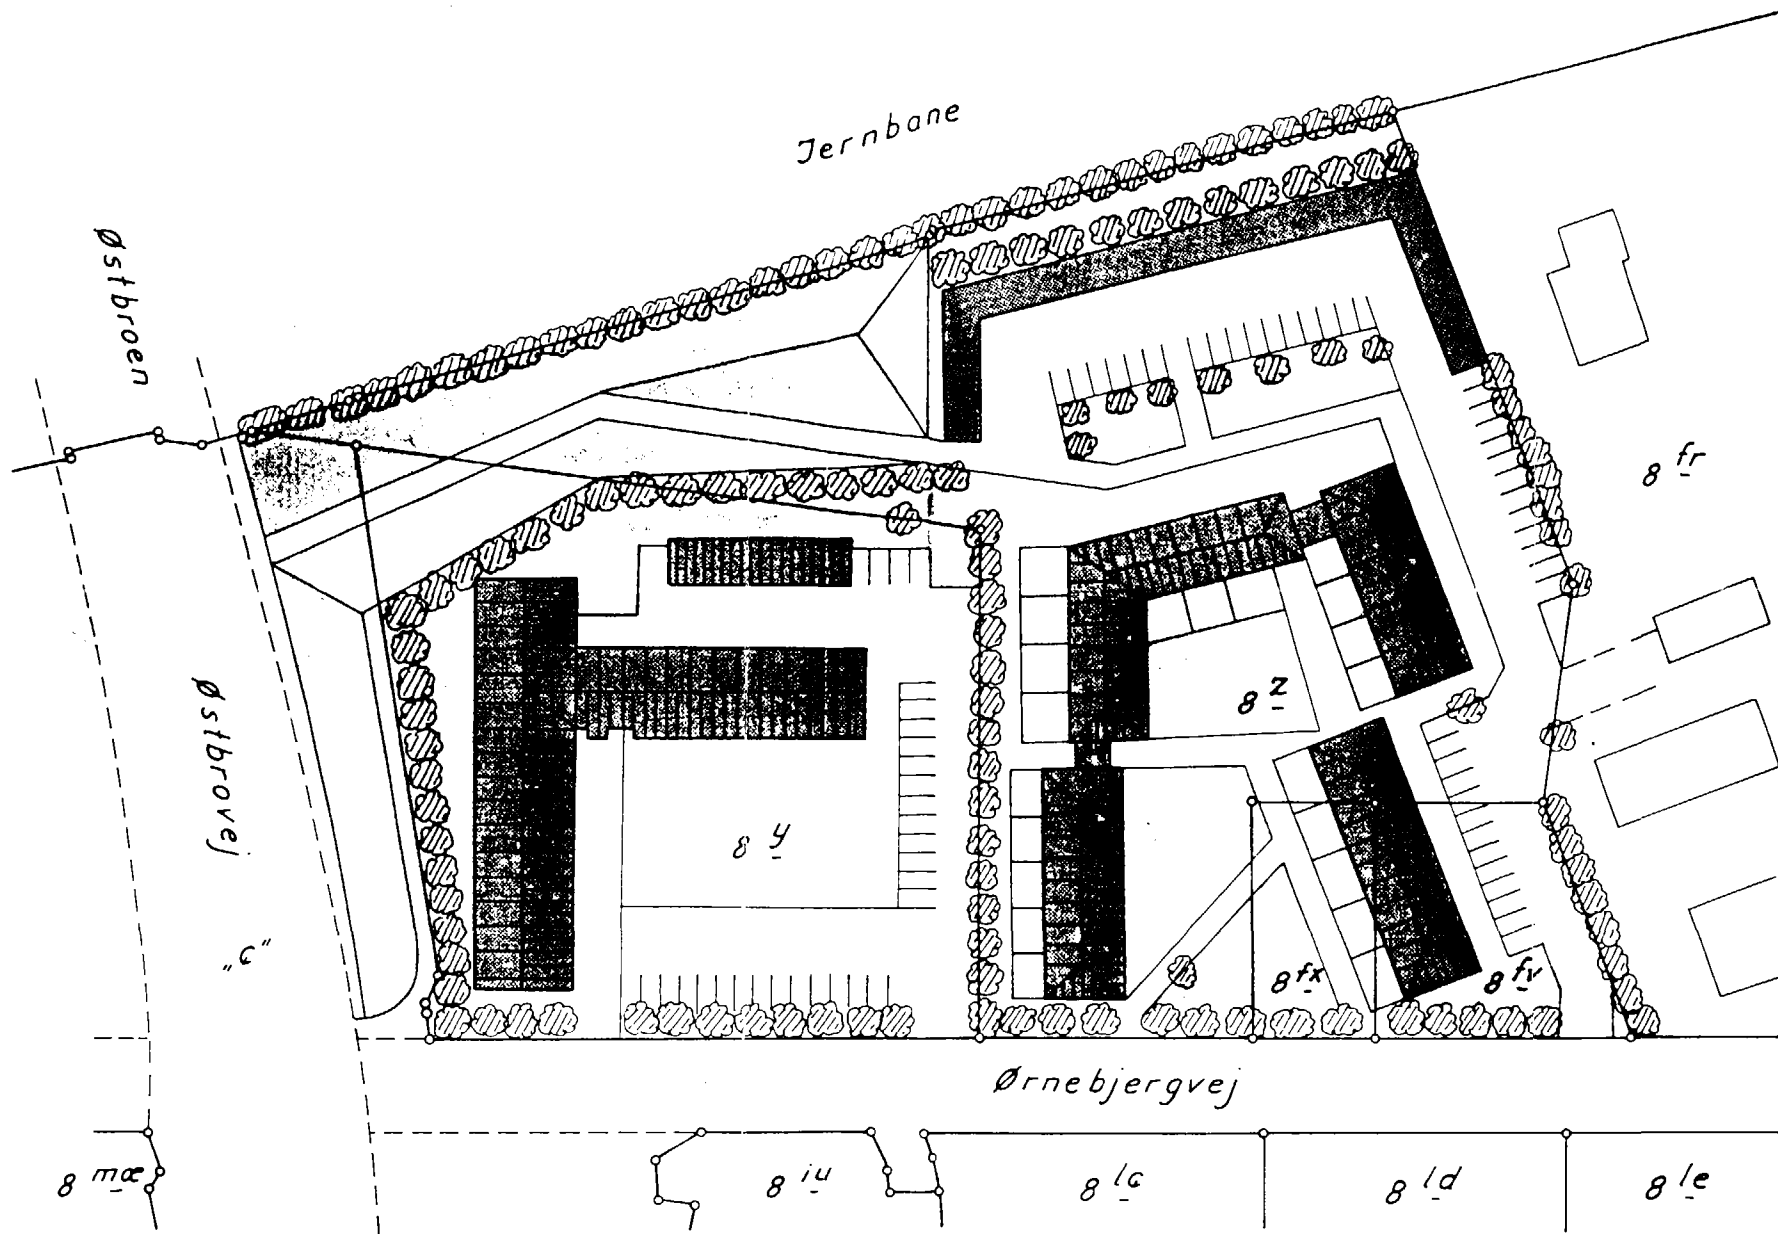 Jernbane
Østbroen
8 fr
Østbrovej
8 z
8 y
"c"
8 fx
8 fv
Ørnebjergvej
8 mæ
8 iu
8 lc
8 ld
8 le